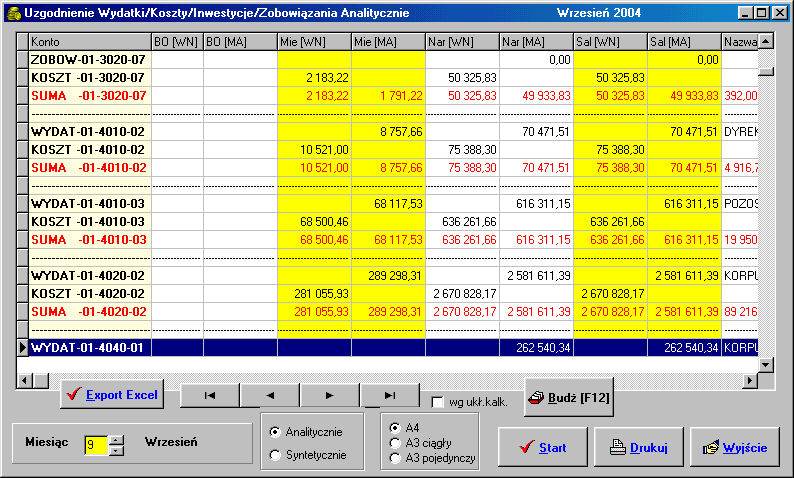 Uzgodnienie Wydatki/Koszty/Inwestycje/Zobowiązania Analitycznie Wrzesień 2004
Konto BO [WN] BO [MA] Mie [WN] Mie [MA] Nar [WN] Nar [MA] Sal [WN] Sal [MA] Nazwa
ZOBOW-01-3020-07 0,00 0,00
KOSZT -01-3020-07 2 183,22 50 325,83 50 325,83
SUMA -01-3020-07 2 183,22 1 791,22 50 325,83 49 933,83 50 325,83 49 933,83 392,00
WYDAT-01-4010-02 8 757,66 70 471,51 70 471,51 DYREK
KOSZT -01-4010-02 10 521,00 75 388,30 75 388,30
SUMA -01-4010-02 10 521,00 8 757,66 75 388,30 70 471,51 75 388,30 70 471,51 4 916,7
WYDAT-01-4010-03 68 117,53 616 311,15 616 311,15 POZOS
KOSZT -01-4010-03 68 500,46 636 261,66 636 261,66
SUMA -01-4010-03 68 500,46 68 117,53 636 261,66 616 311,15 636 261,66 616 311,15 19 950
WYDAT-01-4020-02 289 298,31 2 581 611,39 2 581 611,39 KORPU
KOSZT -01-4020-02 281 055,93 2 670 828,17 2 670 828,17
SUMA -01-4020-02 281 055,93 289 298,31 2 670 828,17 2 581 611,39 2 670 828,17 2 581 611,39 89 216
WYDAT-01-4040-01 262 540,34 262 540,34 KORPU
Export Excel
wg ukł.kalk.
Budź [F12]
Miesiąc 9 Wrzesień
Analitycznie
Syntetycznie
A4
A3 ciągły
A3 pojedynczy
Start
Drukuj
Wyjście